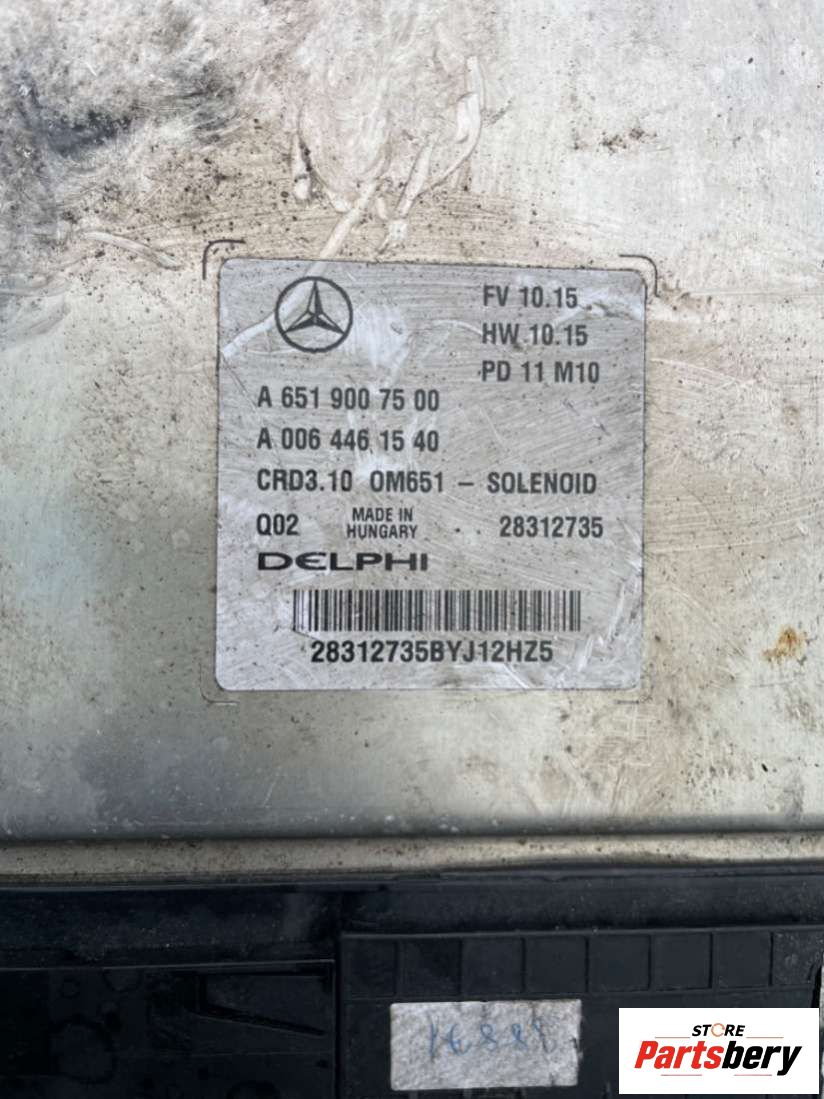 FV 10.15
HW 10.15
PD 11 M10
A 651 900 75 00
A 006 446 15 40
CRD3.10 OM651 – SOLENOID
Q02 MADE IN HUNGARY 28312735
DELPHI
28312735BYJ12HZ5
STORE
Partsbery